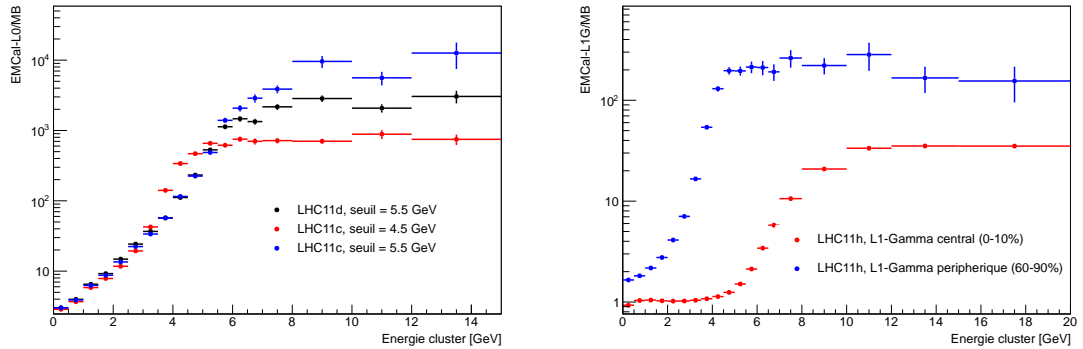 EMCal-L0/MB
10^4
10^3
10^2
10
0 2 4 6 8 10 12 14
Energie cluster [GeV]
LHC11d, seuil = 5.5 GeV
LHC11c, seuil = 4.5 GeV
LHC11c, seuil = 5.5 GeV
EMCal-L1G/MB
10^2
10
1
0 2 4 6 8 10 12 14 16 18 20
Energie cluster [GeV]
LHC11h, L1-Gamma central (0-10%)
LHC11h, L1-Gamma peripherique (60-90%)